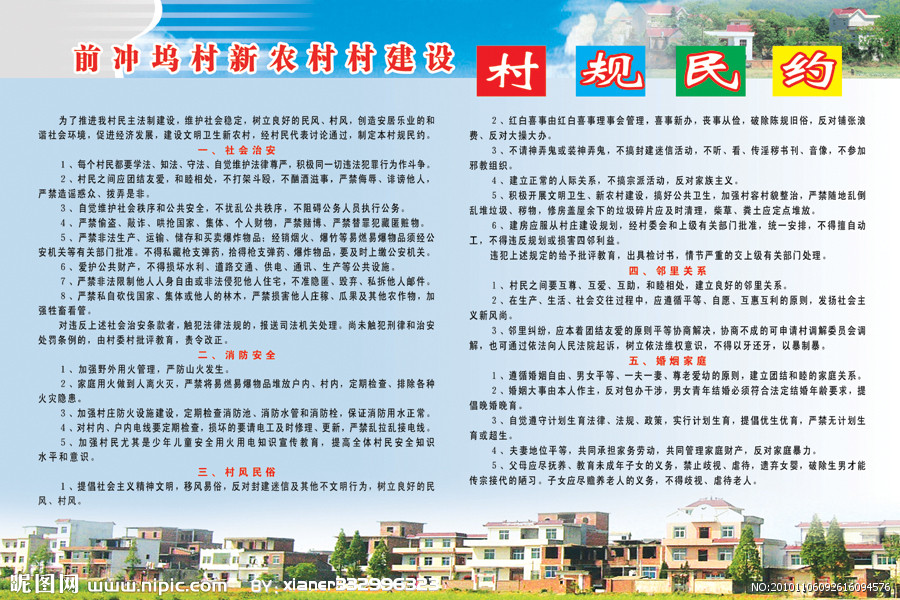 前冲坞村新农村村建设
村规民约
为了推进我村民主法制建设，维护社会稳定，树立良好的民风、村风，创造安居乐业的和
谐社会环境，促进经济发展，建设文明卫生新农村，经村民代表讨论通过，制定本村规民约。
一、社会治安
1、每个村民都要学法、知法、守法、自觉维护法律尊严，积极同一切违法犯罪行为作斗争。
2、村民之间应团结友爱，和睦相处，不打架斗殴，不酗酒滋事，严禁侮辱、诽谤他人，
严禁造谣惑众、拨弄是非。
3、自觉维护社会秩序和公共安全，不扰乱公共秩序，不阻碍公务人员执行公务。
4、严禁偷盗、敲诈、哄抢国家、集体、个人财物，严禁赌博、严禁替罪犯藏匿赃物。
5、严禁非法生产、运输、储存和买卖爆炸物品；经销烟火、爆竹等易燃易爆物品须经公
安机关等有关部门批准。不得私藏枪支弹药，拾得枪支弹药、爆炸物品，要及时上缴公安机关。
6、爱护公共财产，不得损坏水利、道路交通、供电、通讯、生产等公共设施。
7、严禁非法限制他人人身自由或非法侵犯他人住宅，不准隐匿、毁弃、私拆他人邮件。
8、严禁私自砍伐国家、集体或他人的林木，严禁损害他人庄稼、瓜果及其他农作物，加
强牲畜看管。
对违反上述社会治安条款者，触犯法律法规的，报送司法机关处理。尚未触犯刑律和治安
处罚条例的，由村委村批评教育，责令改正。
二、消防安全
1、加强野外用火管理，严防山火发生。
2、家庭用火做到人离火灭，严禁将易燃易爆物品堆放户内、村内，定期检查、排除各种
火灾隐患。
3、加强村庄防火设施建设，定期检查消防池、消防水管和消防栓，保证消防用水正常。
4、对村内、户内电线要定期检查，损坏的要请电工及时修理、更新，严禁乱拉乱接电线。
5、加强村民尤其是少年儿童安全用火用电知识宣传教育，提高全体村民安全知识
水平和意识。
三、村风民俗
1、提倡社会主义精神文明，移风易俗，反对封建迷信及其他不文明行为，树立良好的民
风、村风。
2、红白喜事由红白喜事理事会管理，喜事新办，丧事从俭，破除陈规旧俗，反对铺张浪
费、反对大操大办。
3、不请神弄鬼或装神弄鬼，不搞封建迷信活动，不听、看、传淫秽书刊、音像，不参加
邪教组织。
4、建立正常的人际关系，不搞宗派活动，反对家族主义。
5、积极开展文明卫生、新农村建设，搞好公共卫生，加强村容村貌整治，严禁随地乱倒
乱堆垃圾、秽物，修房盖屋余下的垃圾碎片应及时清理，柴草、粪土应定点堆放。
6、建房应服从村庄建设规划，经村委会和上级有关部门批准，统一安排，不得擅自动
工，不得违反规划或损害四邻利益。
违犯上述规定的给予批评教育，出具检讨书，情节严重的交上级有关部门处理。
四、邻里关系
1、村民之间要互尊、互爱、互助，和睦相处，建立良好的邻里关系。
2、在生产、生活、社会交往过程中，应遵循平等、自愿、互惠互利的原则，发扬社会主
义新风尚。
3、邻里纠纷，应本着团结友爱的原则平等协商解决，协商不成的可申请村调解委员会调
解，也可通过依法向人民法院起诉，树立依法维权意识，不得以牙还牙，以暴制暴。
五、婚姻家庭
1、遵循婚姻自由、男女平等、一夫一妻、尊老爱幼的原则，建立团结和睦的家庭关系。
2、婚姻大事由本人作主，反对包办干涉，男女青年结婚必须符合法定结婚年龄要求，提
倡晚婚晚育。
3、自觉遵守计划生育法律、法规、政策，实行计划生育，提倡优生优育，严禁无计划生
育或超生。
4、夫妻地位平等，共同承担家务劳动，共同管理家庭财产，反对家庭暴力。
5、父母应尽抚养、教育未成年子女的义务，禁止歧视、虐待，遗弃女婴，破除生男才能
传宗接代的陋习。子女应尽赡养老人的义务，不得歧视、虐待老人。
昵图网 www.nipic.com BY: xianer332996323
NO:20101106092616094576